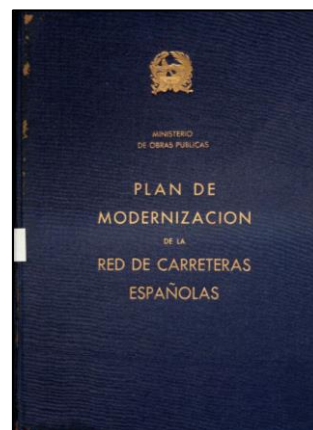 MINISTERIO
DE OBRAS PUBLICAS
PLAN DE
MODERNIZACION
DE LA
RED DE CARRETERAS
ESPAÑOLAS